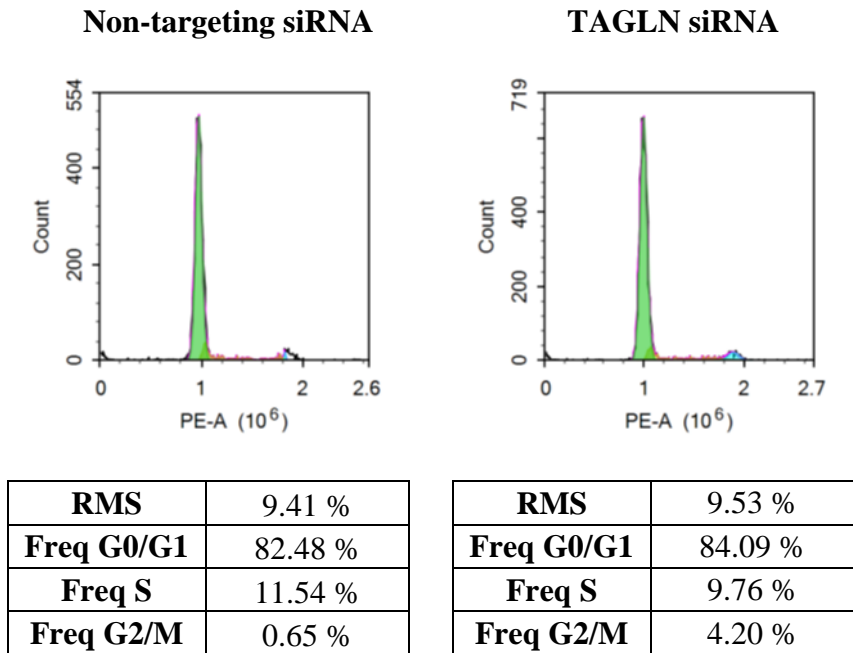 Non-targeting siRNA
TAGLN siRNA
554
400
200
0
Count
0 1 2 2.6
PE-A (10^6)
719
400
200
0
Count
0 1 2 2.7
PE-A (10^6)
RMS 9.41 %
Freq G0/G1 82.48 %
Freq S 11.54 %
Freq G2/M 0.65 %
RMS 9.53 %
Freq G0/G1 84.09 %
Freq S 9.76 %
Freq G2/M 4.20 %